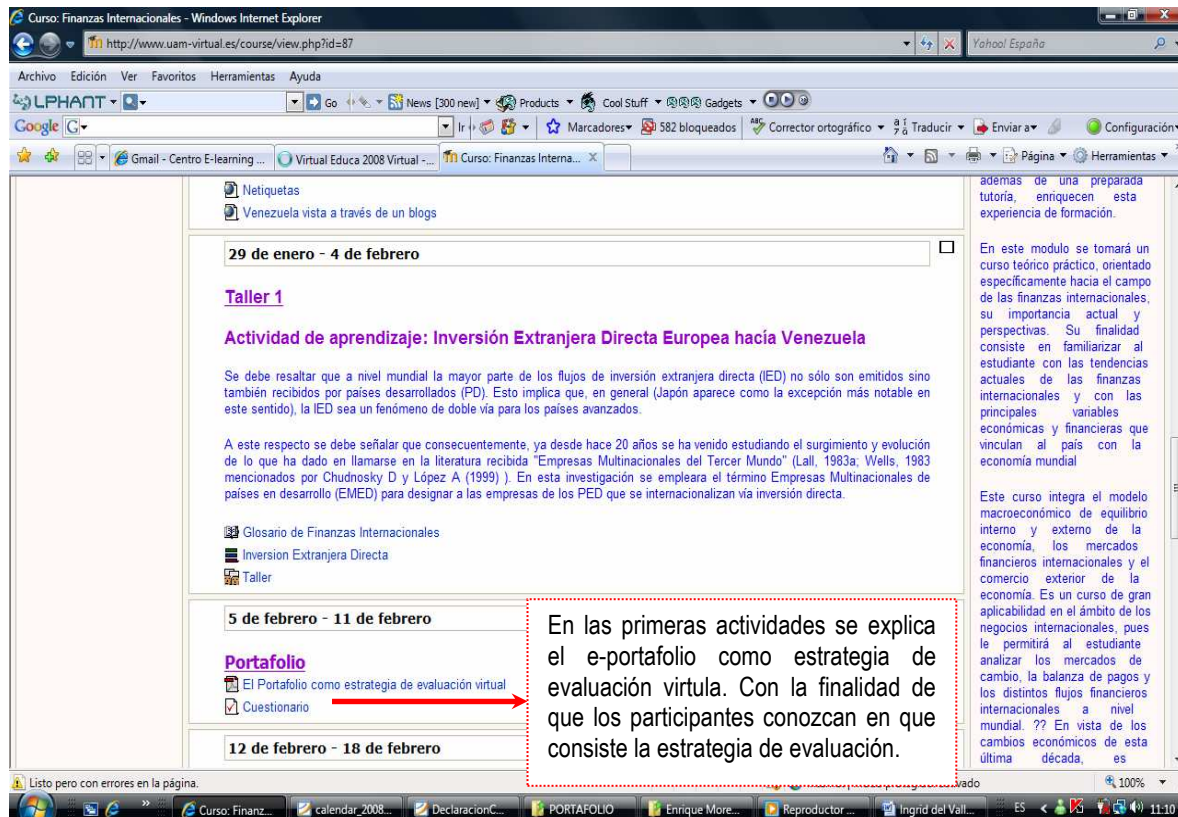 Curso: Finanzas Internacionales - Windows Internet Explorer
http://www.uam-virtual.es/course/view.php?id=87
Yahoo! España
Archivo Edición Ver Favoritos Herramientas Ayuda
LPHANT Go News [300 new] Products Cool Stuff Gadgets
Google G Ir Marcadores 582 bloqueados Corrector ortográfico Traducir Enviar a Configuración
Gmail - Centro E-learning ... Virtual Educa 2008 Virtual -... Curso: Finanzas Interna... X Página Herramientas
Netiquetas
Venezuela vista a través de un blogs
29 de enero - 4 de febrero
Taller 1
Actividad de aprendizaje: Inversión Extranjera Directa Europea hacía Venezuela
Se debe resaltar que a nivel mundial la mayor parte de los flujos de inversión extranjera directa (IED) no sólo son emitidos sino
también recibidos por países desarrollados (PD). Esto implica que, en general (Japón aparece como la excepción más notable en
este sentido), la IED sea un fenómeno de doble vía para los países avanzados.
A este respecto se debe señalar que consecuentemente, ya desde hace 20 años se ha venido estudiando el surgimiento y evolución
de lo que ha dado en llamarse en la literatura recibida "Empresas Multinacionales del Tercer Mundo" (Lall, 1983a; Wells, 1983
mencionados por Chudnosky D y López A (1999) ). En esta investigación se empleara el término Empresas Multinacionales de
países en desarrollo (EMED) para designar a las empresas de los PED que se internacionalizan vía inversión directa.
Glosario de Finanzas Internacionales
Inversion Extranjera Directa
Taller
5 de febrero - 11 de febrero
Portafolio
El Portafolio como estrategia de evaluación virtual
Cuestionario
12 de febrero - 18 de febrero
En las primeras actividades se explica
el e-portafolio como estrategia de
evaluación virtula. Con la finalidad de
que los participantes conozcan en que
consiste la estrategia de evaluación.
además de una preparada
tutoría, enriquecen esta
experiencia de formación.
En este modulo se tomará un
curso teórico práctico, orientado
específicamente hacia el campo
de las finanzas internacionales,
su importancia actual y
perspectivas. Su finalidad
consiste en familiarizar al
estudiante con las tendencias
actuales de las finanzas
internacionales y con las
principales variables
económicas y financieras que
vinculan al país con la
economía mundial
Este curso integra el modelo
macroeconómico de equilibrio
interno y externo de la
economía, los mercados
financieros internacionales y el
comercio exterior de la
economía. Es un curso de gran
aplicabilidad en el ámbito de los
negocios internacionales, pues
le permitirá al estudiante
analizar los mercados de
cambio, la balanza de pagos y
los distintos flujos financieros
internacionales a nivel
mundial. ?? En vista de los
cambios económicos de esta
última década, es
Listo pero con errores en la página. 100%
Curso: Finanz... calendar_2008... DeclaracionC... PORTAFOLIO Enrique More... Reproductor ... Ingrid del Vall... ES 11:10